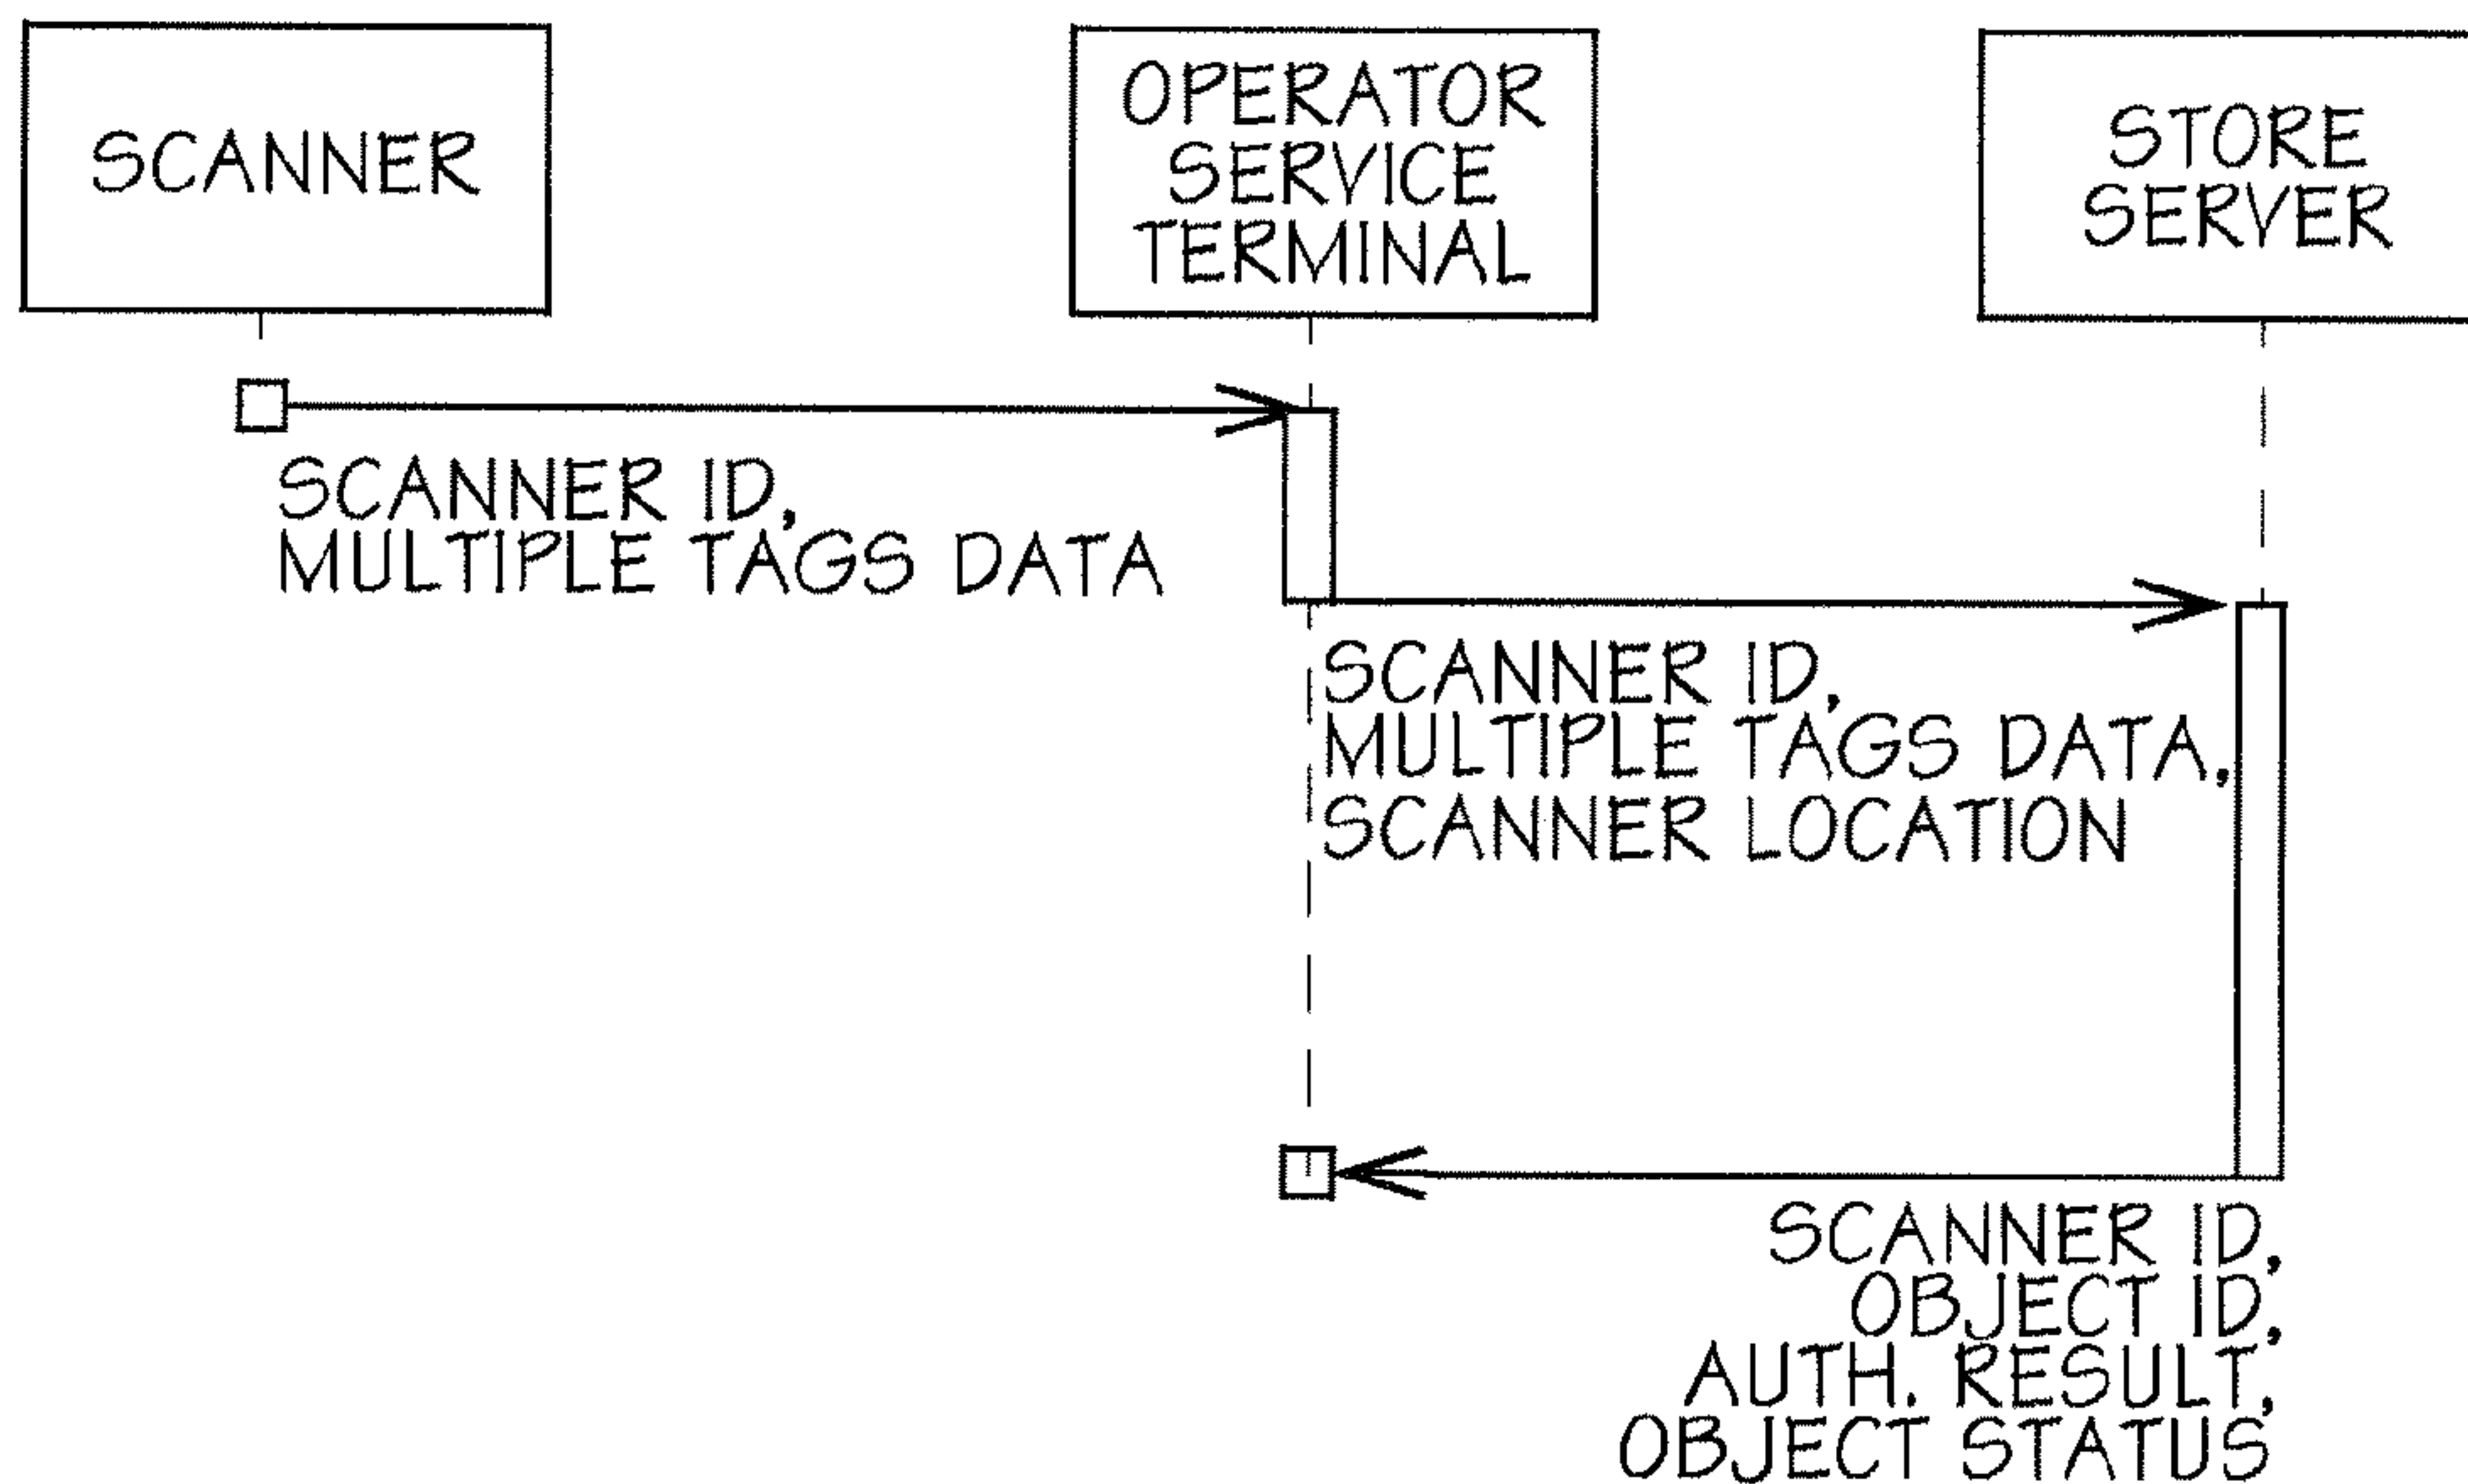 SCANNER
OPERATOR
SERVICE
TERMINAL
STORE
SERVER
SCANNER ID,
MULTIPLE TAGS DATA
SCANNER ID,
MULTIPLE TAGS DATA,
SCANNER LOCATION
SCANNER ID,
OBJECT ID,
AUTH. RESULT,
OBJECT STATUS